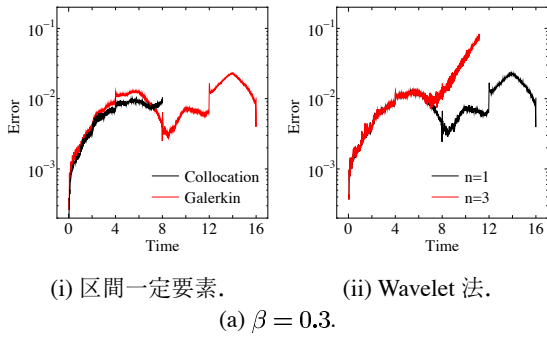 10⁻¹
10⁻²
10⁻³
Error
Collocation
Galerkin
0 4 8 12 16
Time
(i) 区間一定要素.
10⁻¹
10⁻²
10⁻³
Error
n=1
n=3
0 4 8 12 16
Time
(ii) Wavelet 法.
(a) β = 0.3.